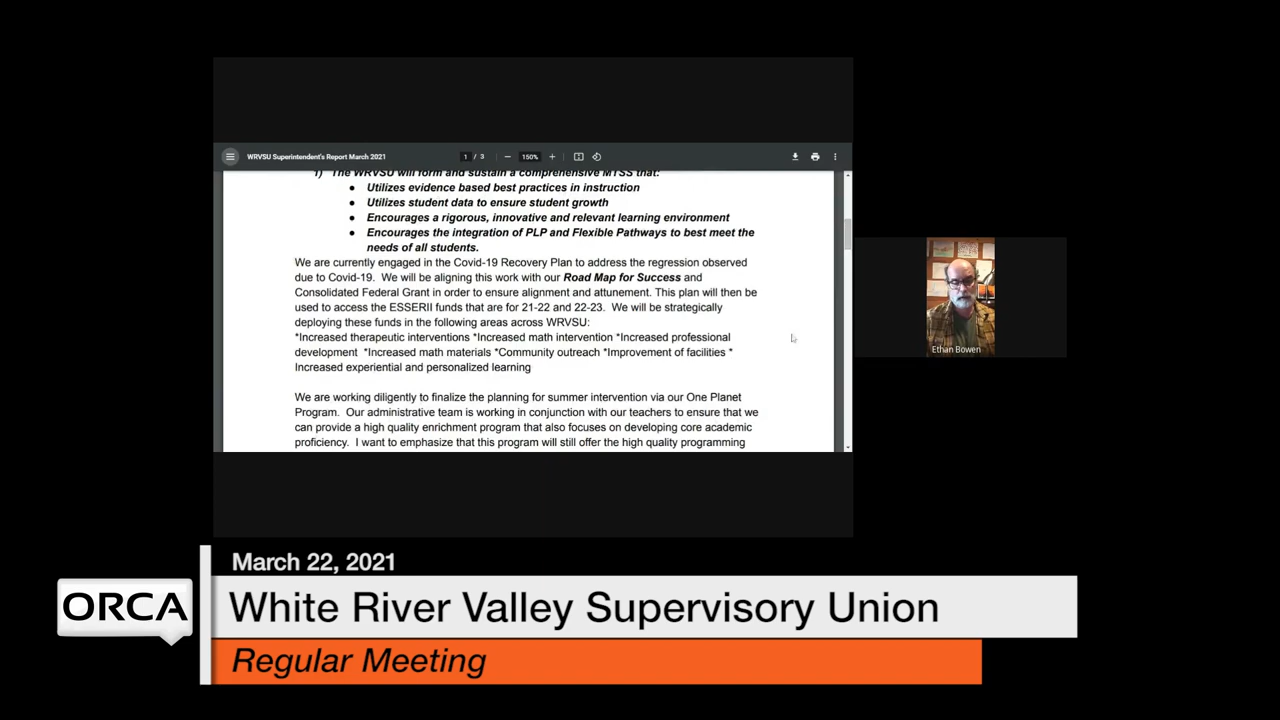 WRVSU Superintendent's Report March 2021
1 / 3
150%
1) The WRVSU will form and sustain a comprehensive MTSS that:
● Utilizes evidence based best practices in instruction
● Utilizes student data to ensure student growth
● Encourages a rigorous, innovative and relevant learning environment
● Encourages the integration of PLP and Flexible Pathways to best meet the
needs of all students.
We are currently engaged in the Covid-19 Recovery Plan to address the regression observed
due to Covid-19. We will be aligning this work with our Road Map for Success and
Consolidated Federal Grant in order to ensure alignment and attunement. This plan will then be
used to access the ESSERII funds that are for 21-22 and 22-23. We will be strategically
deploying these funds in the following areas across WRVSU:
*Increased therapeutic interventions *Increased math intervention *Increased professional
development *Increased math materials *Community outreach *Improvement of facilities *
Increased experiential and personalized learning
We are working diligently to finalize the planning for summer intervention via our One Planet
Program. Our administrative team is working in conjunction with our teachers to ensure that we
can provide a high quality enrichment program that also focuses on developing core academic
proficiency. I want to emphasize that this program will still offer the high quality programming
Ethan Bowen
March 22, 2021
ORCA
White River Valley Supervisory Union
Regular Meeting